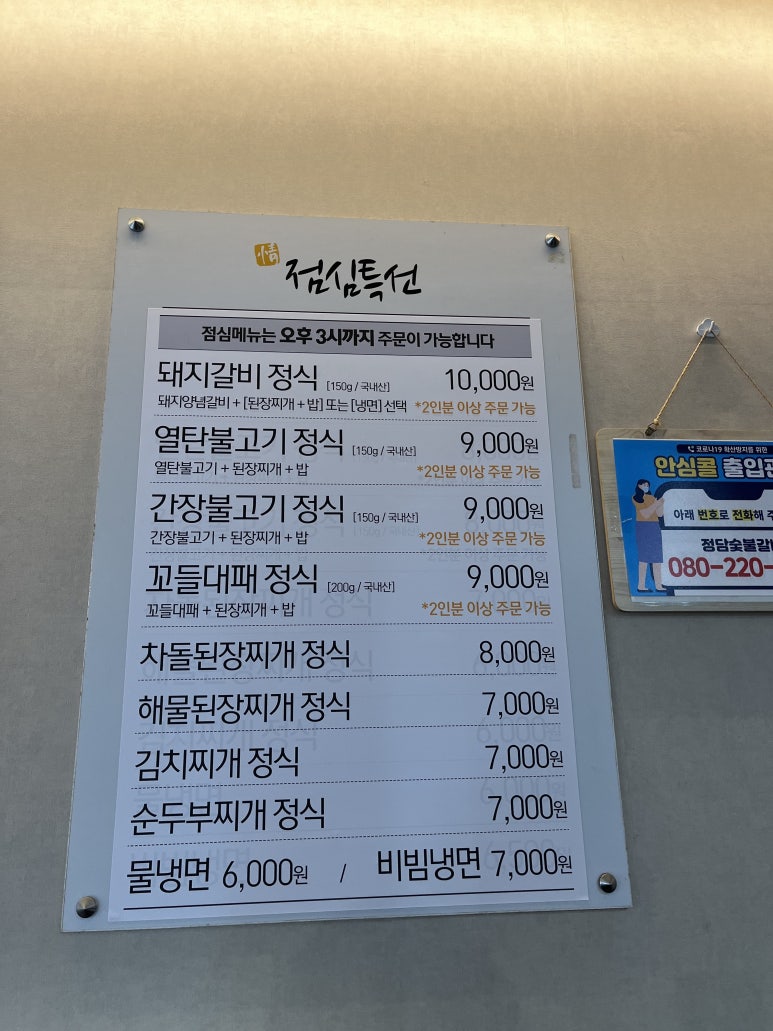 情
점심특선
점심메뉴는 오후 3시까지 주문이 가능합니다
돼지갈비 정식 [150g / 국내산] 10,000원
돼지양념갈비 + [된장찌개 + 밥] 또는 [냉면] 선택 *2인분 이상 주문 가능
열탄불고기 정식 [150g / 국내산] 9,000원
열탄불고기 + 된장찌개 + 밥 *2인분 이상 주문 가능
간장불고기 정식 [150g / 국내산] 9,000원
간장불고기 + 된장찌개 + 밥 *2인분 이상 주문 가능
꼬들대패 정식 [200g / 국내산] 9,000원
꼬들대패 + 된장찌개 + 밥 *2인분 이상 주문 가능
차돌된장찌개 정식 8,000원
해물된장찌개 정식 7,000원
김치찌개 정식 7,000원
순두부찌개 정식 7,000원
물냉면 6,000원 / 비빔냉면 7,000원
코로나19 확산방지를 위한
안심콜 출입
아래 번호로 전화해
정담숯불갈
080-220-